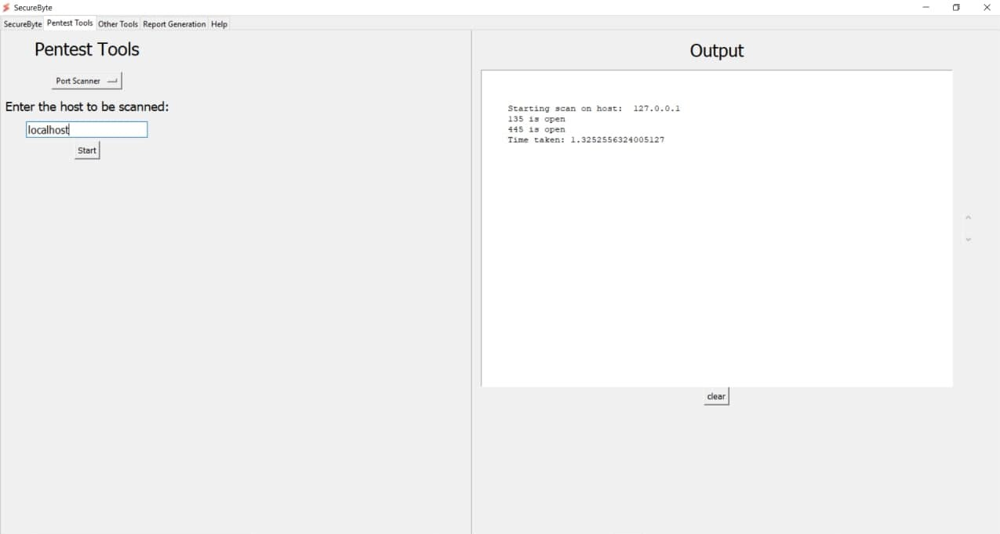 SecureByte
SecureByte Pentest Tools Other Tools Report Generation Help
Pentest Tools
Port Scanner
Enter the host to be scanned:
localhost
Start
Output
Starting scan on host:  127.0.0.1
135 is open
445 is open
Time taken: 1.3252556324005127
clear